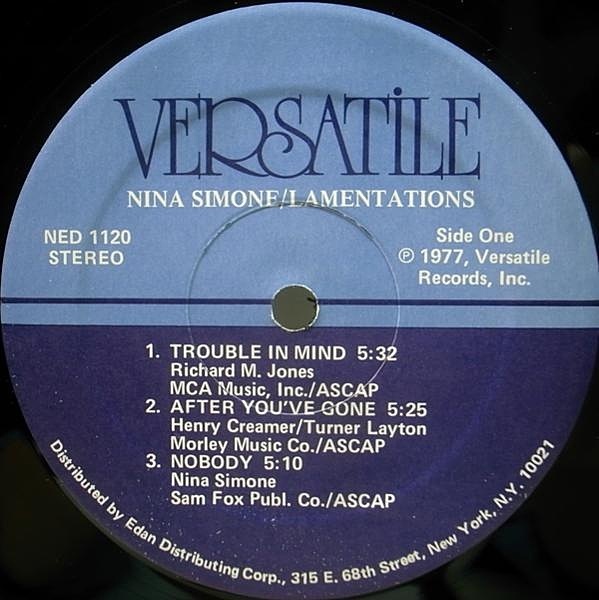 VERSATiLE
NINA SIMONE/LAMENTATIONS
NED 1120
STEREO
Side One
℗ 1977, Versatile
Records, Inc.
1. TROUBLE IN MIND 5:32
Richard M. Jones
MCA Music, Inc./ASCAP
2. AFTER YOU'VE GONE 5:25
Henry Creamer/Turner Layton
Morley Music Co./ASCAP
3. NOBODY 5:10
Nina Simone
Sam Fox Publ. Co./ASCAP
Distributed by Edan Distributing Corp., 315 E. 68th Street, New York, N.Y. 10021